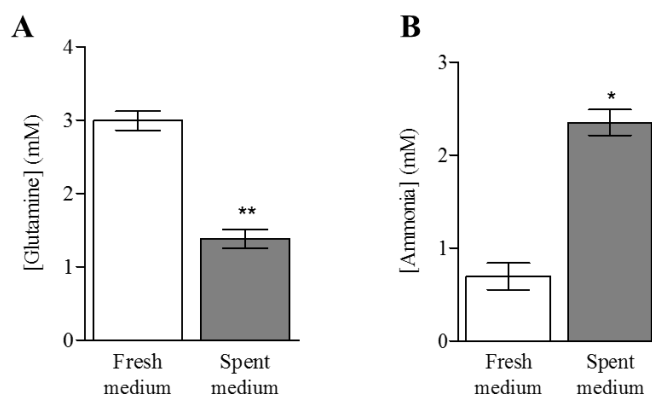 A
[Glutamine] (mM)
4
3
2
1
0
**
Fresh
medium
Spent
medium
B
[Ammonia] (mM)
3
2
1
0
*
Fresh
medium
Spent
medium